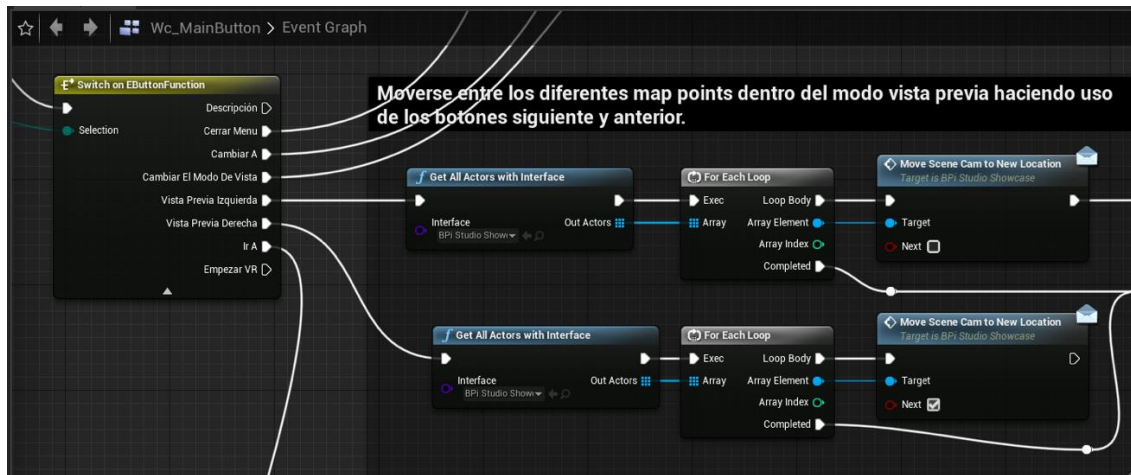 Wc_MainButton > Event Graph
Switch on EButtonFunction
Selection
Descripción
Cerrar Menu
Cambiar A
Cambiar El Modo De Vista
Vista Previa Izquierda
Vista Previa Derecha
Ir A
Empezar VR
Moverse entre los diferentes map points dentro del modo vista previa haciendo uso
de los botones siguiente y anterior.
Get All Actors with Interface
Interface
BPi Studio Show
Out Actors
For Each Loop
Exec
Loop Body
Array
Array Element
Array Index
Completed
Move Scene Cam to New Location
Target is BPi Studio Showcase
Target
Next
Get All Actors with Interface
Interface
BPi Studio Show
Out Actors
For Each Loop
Exec
Loop Body
Array
Array Element
Array Index
Completed
Move Scene Cam to New Location
Target is BPi Studio Showcase
Target
Next